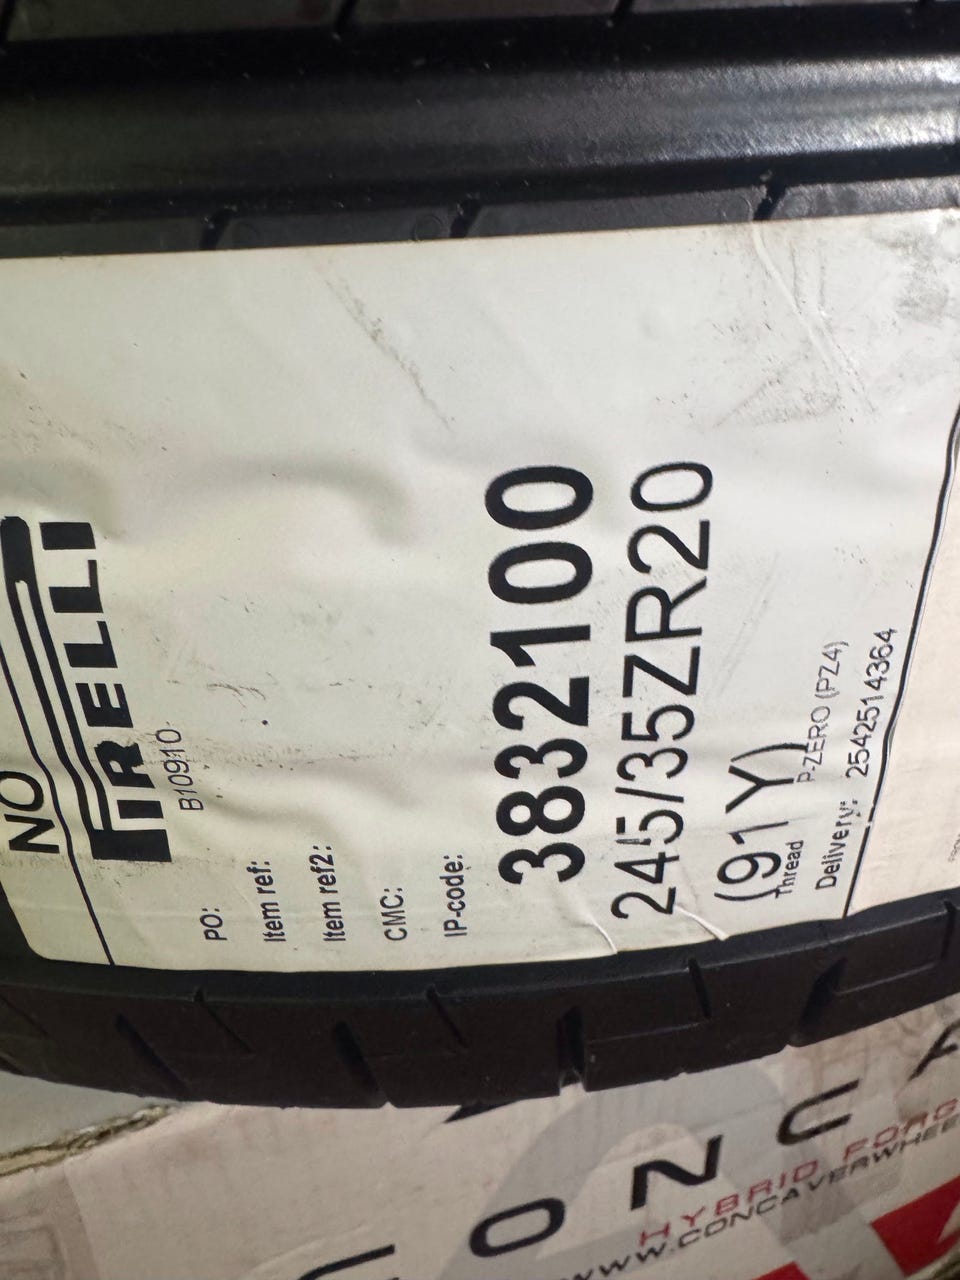 NO
PIRELLI
B10910
PO:
Item ref:
Item ref2:
CMC:
IP-code:
3832100
245/35ZR20
(91Y)
Thread P-ZERO (PZ4)
Delivery: 2542514364
CONCA
HYBRID FORG
WWW.CONCAVERWHEE